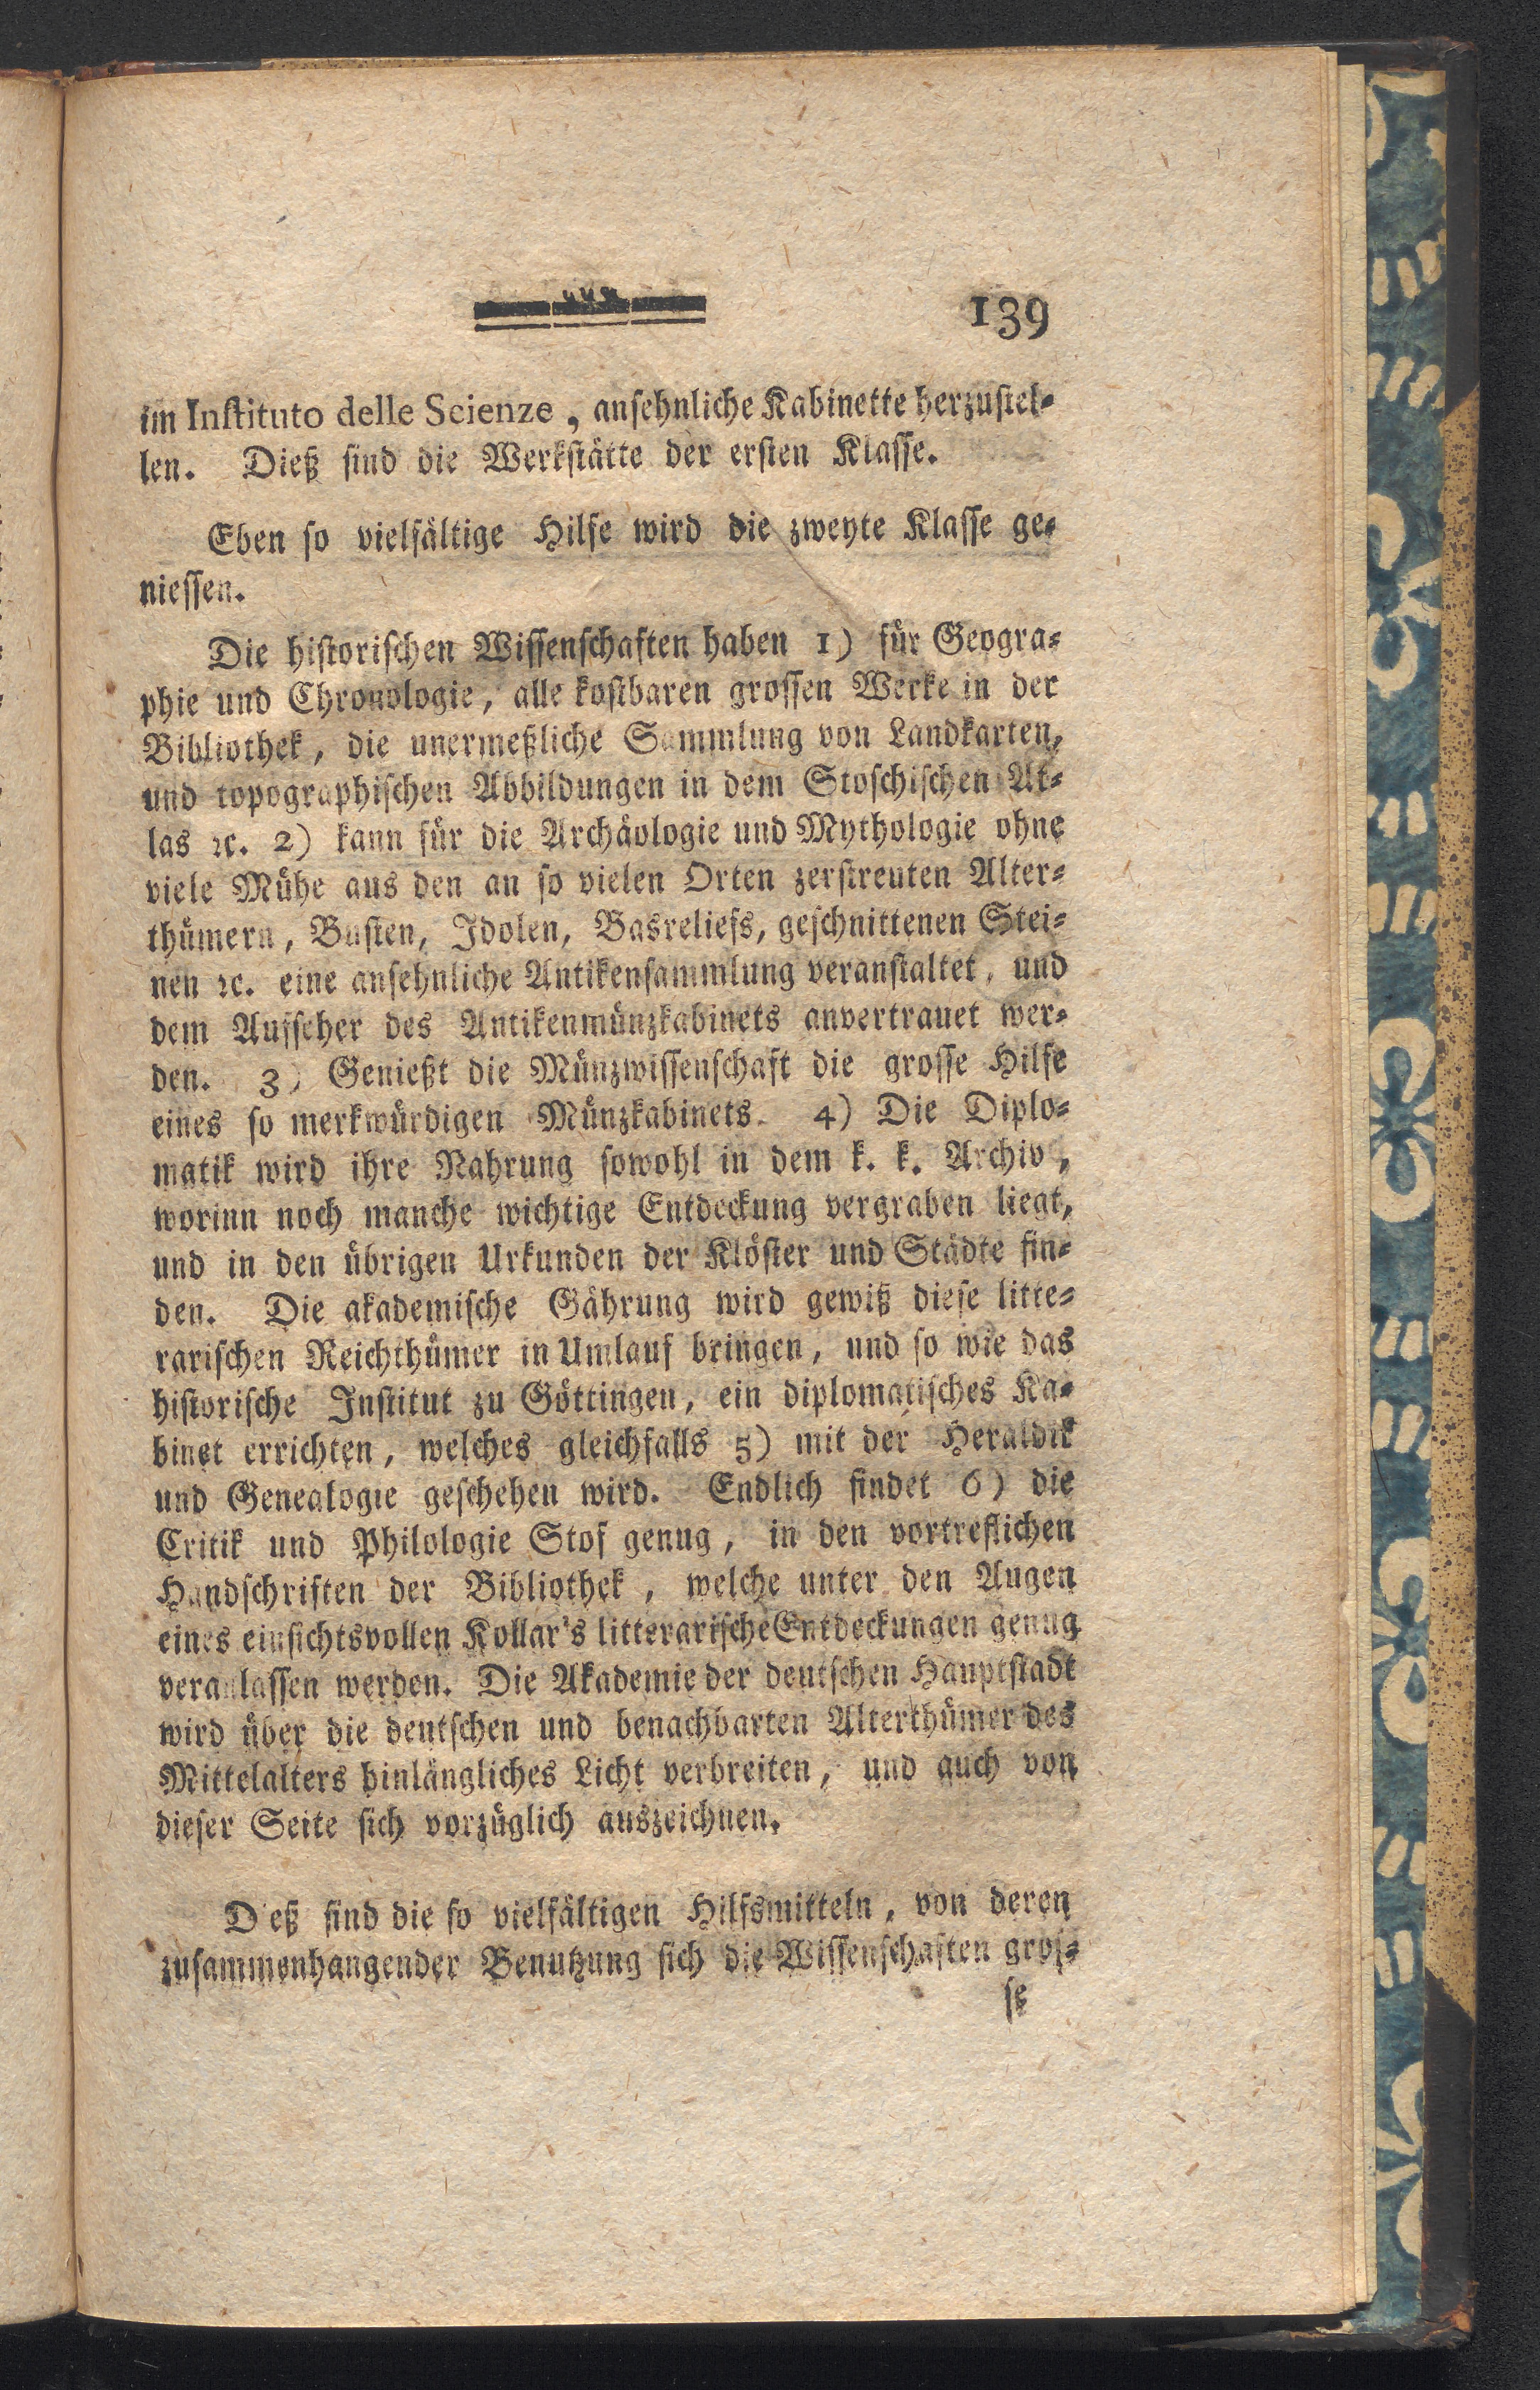 139
im Inſtituto delle Scienze, anſehnliche Kabinette herzuſtel⸗
len. Dieß ſind die Werkſtätte der erſten Klaſſe.
Eben ſo vielfältige Hilfe wird die zweyte Klaſſe ge⸗
nieſſen.
Die hiſtoriſchen Wiſſenſchaften haben 1) für Geogra⸗
phie und Chronologie, alle koſtbaren groſſen Werke in der
Bibliothek, die unermeßliche Sammlung von Landkarten,
und topographiſchen Abbildungen in dem Stoſchiſchen At⸗
las ꝛc. 2) kann für die Archäologie und Mythologie ohne
viele Mühe aus den an ſo vielen Orten zerſtreuten Alter⸗
thümern, Buſten, Idolen, Basreliefs, geſchnittenen Stei⸗
nen ꝛc. eine anſehnliche Antikenſammlung veranſtaltet, und
dem Aufſeher des Antikenmünzkabinets anvertrauet wer⸗
den. 3) Genießt die Münzwiſſenſchaft die groſſe Hilfe
eines ſo merkwürdigen Münzkabinets. 4) Die Diplo⸗
matik wird ihre Nahrung ſowohl in dem k. k. Archiv,
worinn noch manche wichtige Entdeckung vergraben liegt,
und in den übrigen Urkunden der Klöſter und Städte fin⸗
den. Die akademiſche Gährung wird gewiß dieſe litte⸗
rariſchen Reichthümer in Umlauf bringen, und ſo wie das
hiſtoriſche Inſtitut zu Göttingen, ein diplomatiſches Ka⸗
binet errichten, welches gleichfalls 5) mit der Heraldik
und Genealogie geſchehen wird. Endlich findet 6) die
Critik und Philologie Stof genug, in den vortreflichen
Handſchriften der Bibliothek, welche unter den Augen
eines einſichtsvollen Kollar's litterariſche Entdeckungen genug
veranlaſſen werden. Die Akademie der deutſchen Hauptſtadt
wird über die deutſchen und benachbarten Alterthümer des
Mittelalters hinlängliches Licht verbreiten, und auch von
dieſer Seite ſich vorzüglich auszeichnen.
Dieß ſind die ſo vielfältigen Hilfsmitteln, von deren
zuſammenhangender Benutzung ſich die Wiſſenſchaften groſ⸗
ſe